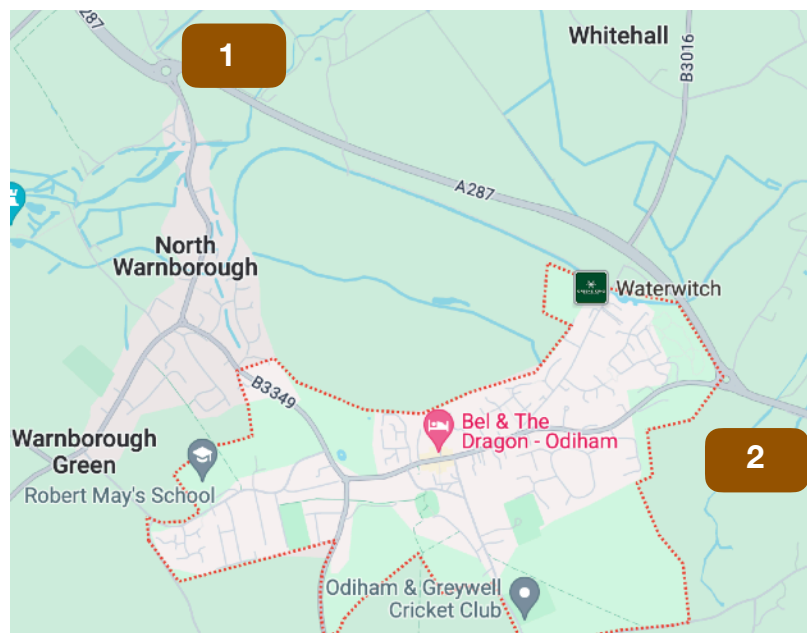 A287
1
Whitehall
B3016
A287
North
Warnborough
Waterwitch
B3349
Bel & The
Dragon - Odiham
Warnborough
Green
Robert May's School
2
Odiham & Greywell
Cricket Club